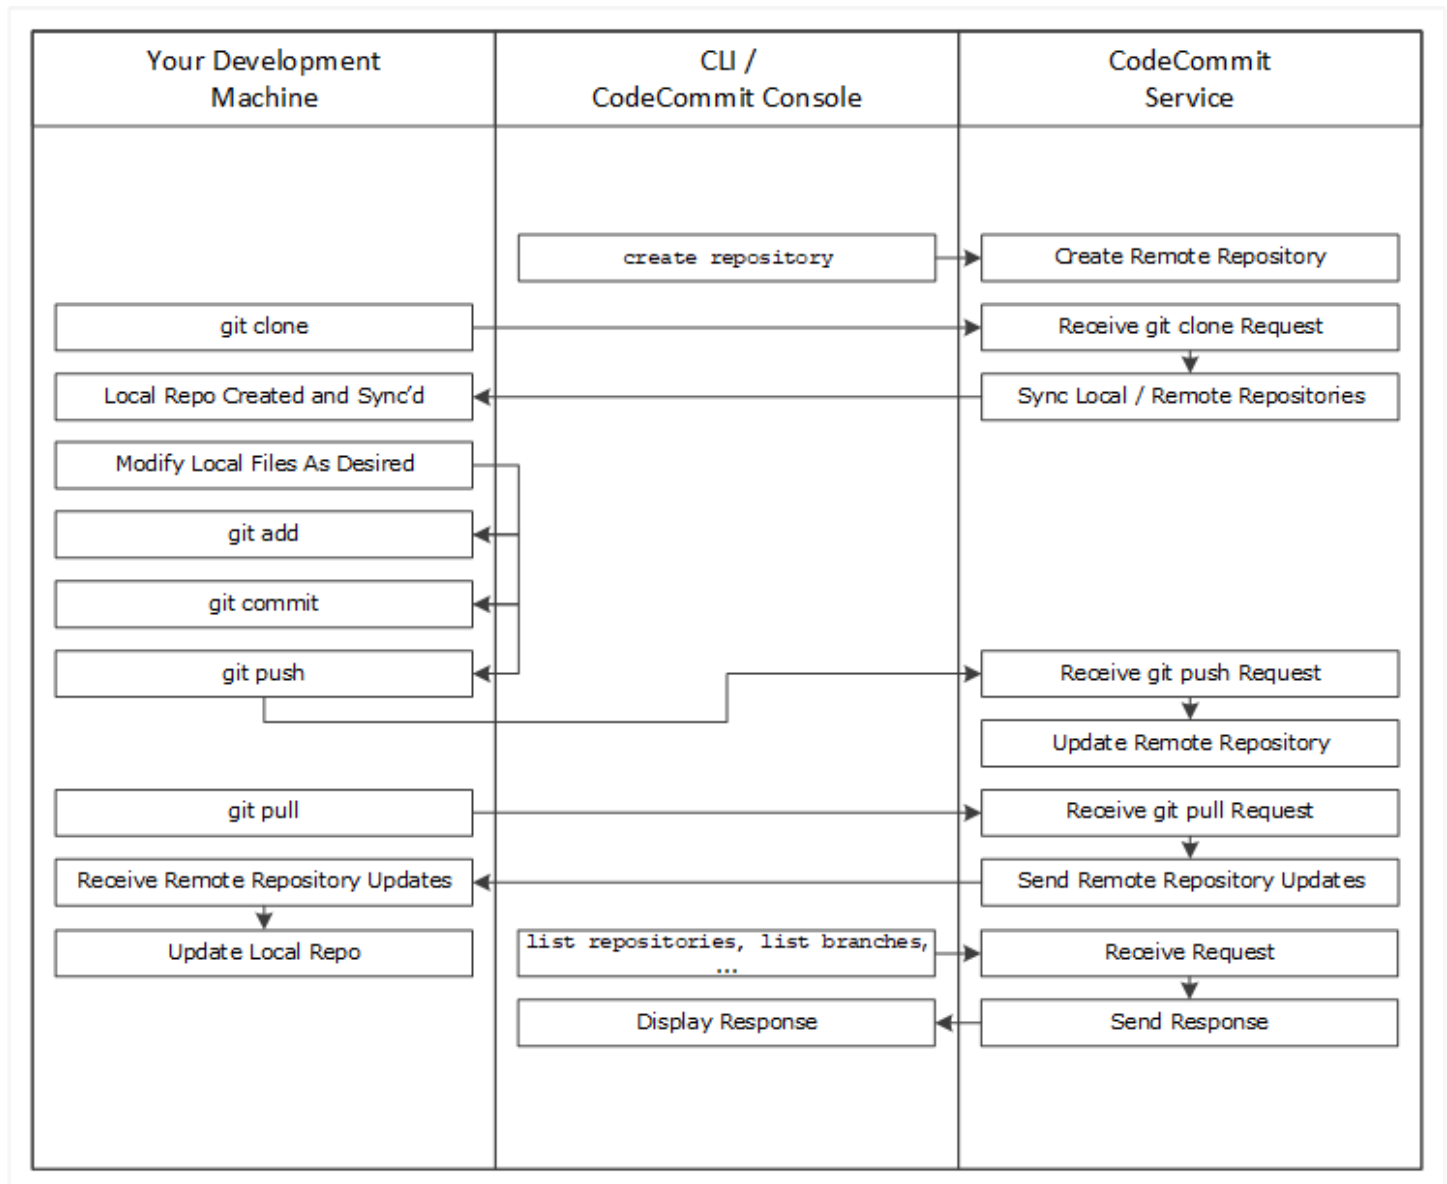 Your Development
Machine
CLI /
CodeCommit Console
CodeCommit
Service
create repository
Create Remote Repository
git clone
Receive git clone Request
Local Repo Created and Sync’d
Sync Local / Remote Repositories
Modify Local Files As Desired
git add
git commit
git push
Receive git push Request
Update Remote Repository
git pull
Receive git pull Request
Receive Remote Repository Updates
Send Remote Repository Updates
Update Local Repo
list repositories, list branches,
...
Receive Request
Display Response
Send Response